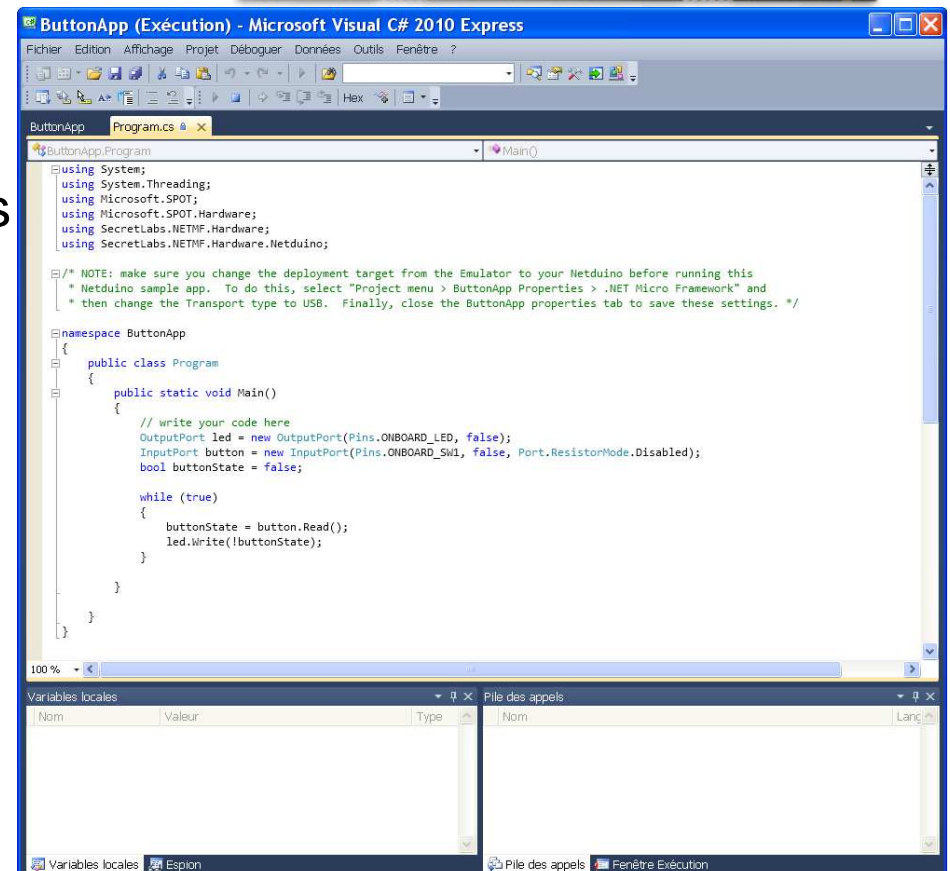 ButtonApp (Exécution) - Microsoft Visual C# 2010 Express
Fichier Edition Affichage Projet Déboguer Données Outils Fenêtre ?
Hex
ButtonApp Program.cs
ButtonApp.Program Main()
s
using System;
using System.Threading;
using Microsoft.SPOT;
using Microsoft.SPOT.Hardware;
using SecretLabs.NETMF.Hardware;
using SecretLabs.NETMF.Hardware.Netduino;
/* NOTE: make sure you change the deployment target from the Emulator to your Netduino before running this
* Netduino sample app. To do this, select "Project menu > ButtonApp Properties > .NET Micro Framework" and
* then change the Transport type to USB. Finally, close the ButtonApp properties tab to save these settings. */
namespace ButtonApp
{
public class Program
{
public static void Main()
{
// write your code here
OutputPort led = new OutputPort(Pins.ONBOARD_LED, false);
InputPort button = new InputPort(Pins.ONBOARD_SW1, false, Port.ResistorMode.Disabled);
bool buttonState = false;
while (true)
{
buttonState = button.Read();
led.Write(!buttonState);
}
}
}
}
100 %
Variables locales Pile des appels
Nom Valeur Type Nom Lang
Variables locales Espion Pile des appels Fenêtre Exécution